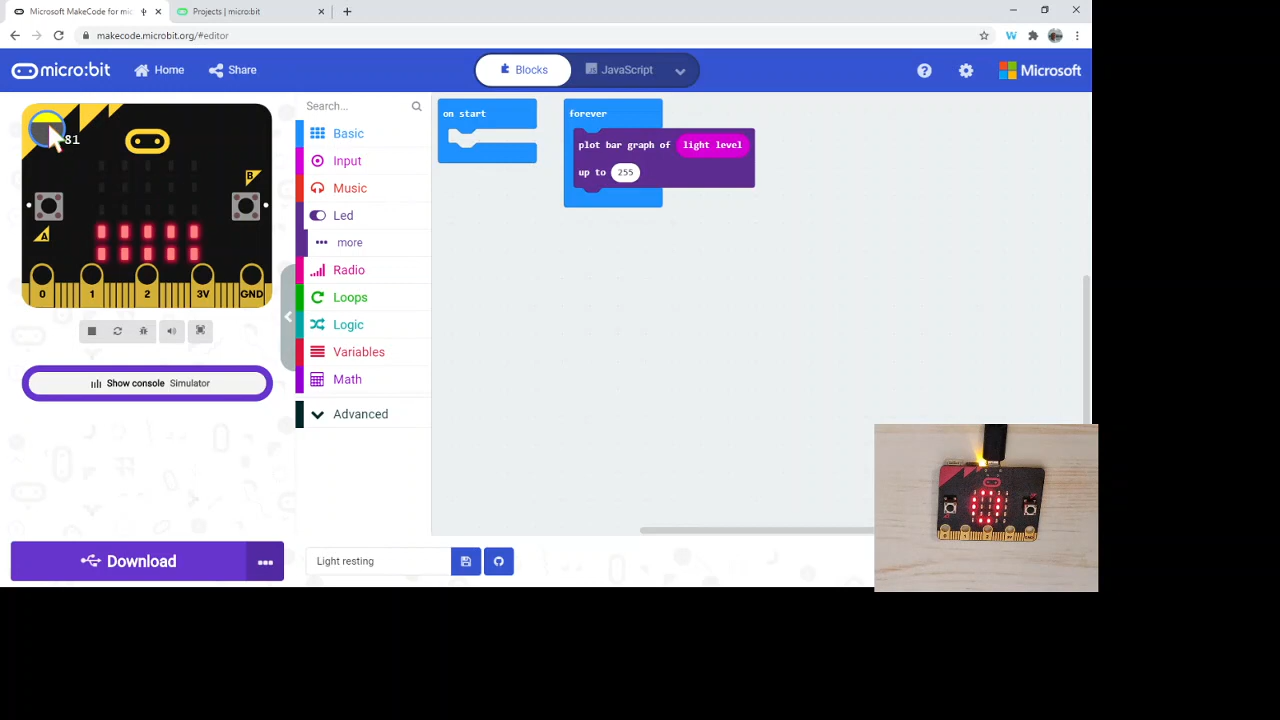 Microsoft MakeCode for mic
Projects | micro:bit
makecode.microbit.org/#editor
micro:bit
Home
Share
Blocks
JavaScript
Microsoft
81
B
A
0 1 2 3V GND
Show console Simulator
Download
Search...
Basic
Input
Music
Led
more
Radio
Loops
Logic
Variables
Math
Advanced
on start
forever
plot bar graph of light level
up to 255
Light resting